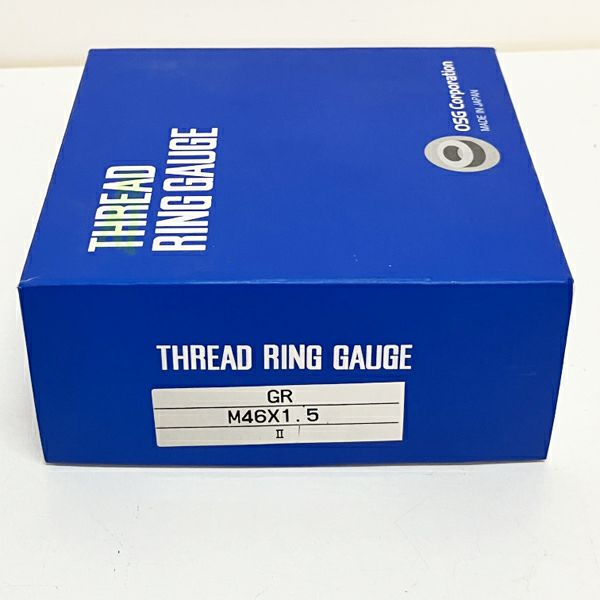 THREAD
RING GAUGE
OSG Corporation
MADE IN JAPAN
THREAD RING GAUGE
GR
M46X1.5
II